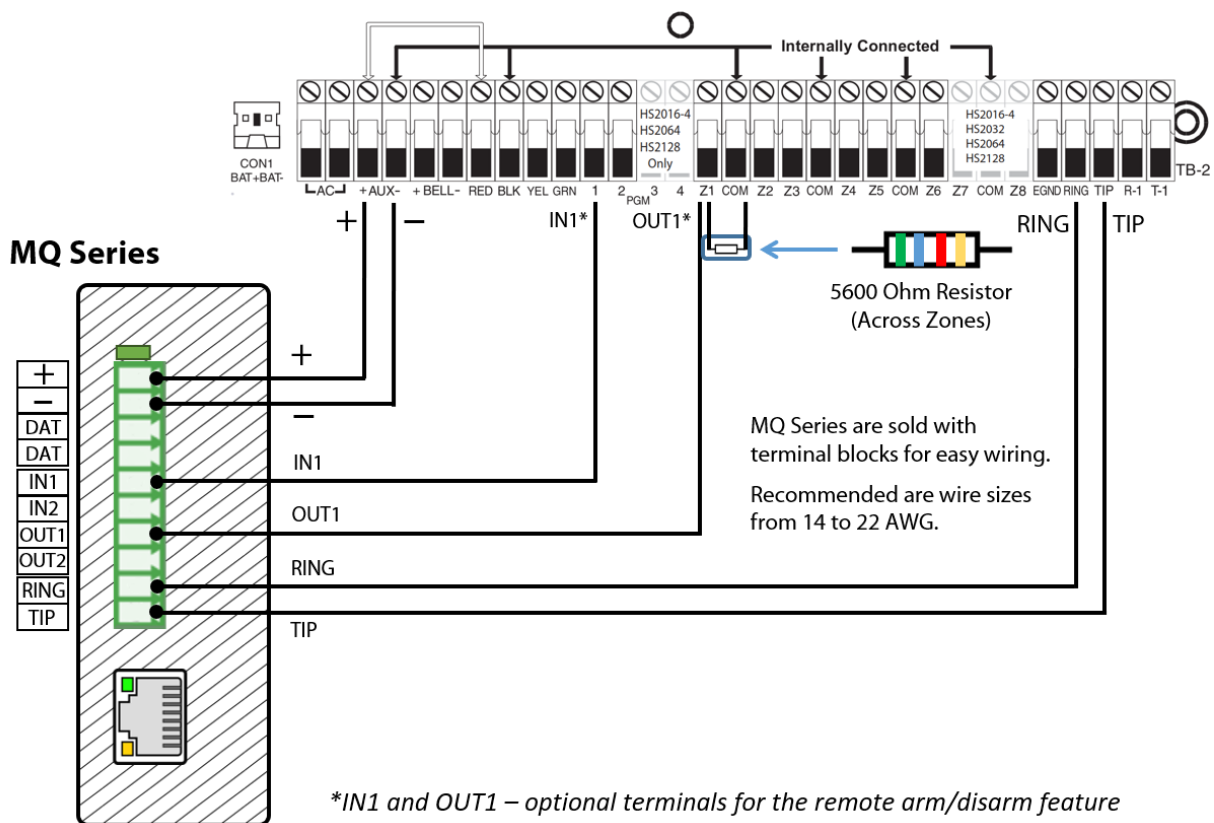 Internally Connected
HS2016-4
HS2064
HS2128
Only
HS2016-4
HS2032
HS2064
HS2128
CON1
BAT+BAT-
TB-2
AC +AUX- +BELL- RED BLK YEL GRN 1 2 3 4 Z1 COM Z2 Z3 COM Z4 Z5 COM Z6 Z7 COM Z8 EGND RING TIP R-1 T-1
PGM
+ − IN1* OUT1* RING TIP
MQ Series
5600 Ohm Resistor
(Across Zones)
+
−
DAT
DAT
IN1
IN2
OUT1
OUT2
RING
TIP
+
−
IN1
OUT1
RING
TIP
MQ Series are sold with
terminal blocks for easy wiring.
Recommended are wire sizes
from 14 to 22 AWG.
*IN1 and OUT1 – optional terminals for the remote arm/disarm feature